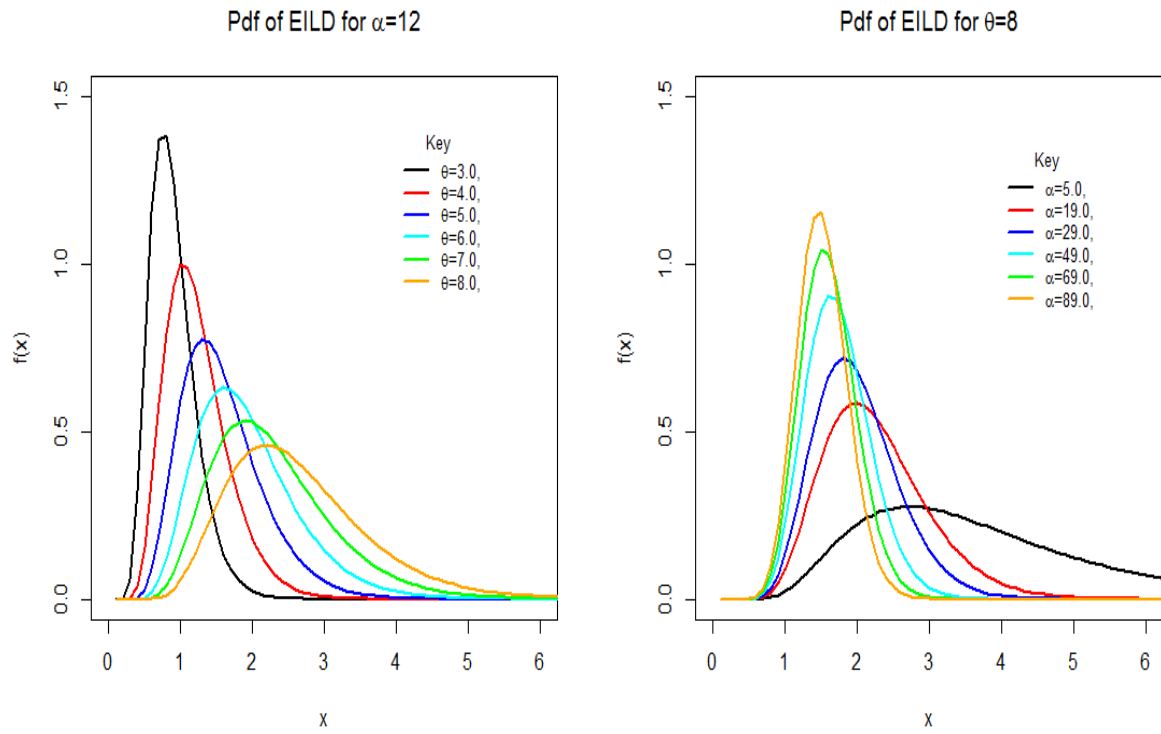 Pdf of EILD for α=12
f(x)
1.5
1.0
0.5
0.0
Key
θ=3.0,
θ=4.0,
θ=5.0,
θ=6.0,
θ=7.0,
θ=8.0,
0 1 2 3 4 5 6
x
Pdf of EILD for θ=8
f(x)
1.5
1.0
0.5
0.0
Key
α=5.0,
α=19.0,
α=29.0,
α=49.0,
α=69.0,
α=89.0,
0 1 2 3 4 5 6
x